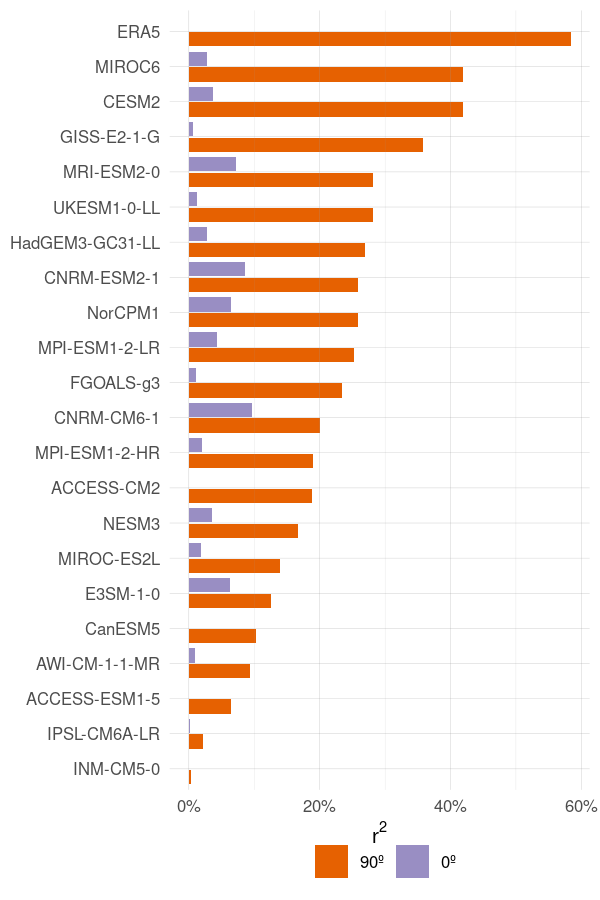 ERA5
MIROC6
CESM2
GISS-E2-1-G
MRI-ESM2-0
UKESM1-0-LL
HadGEM3-GC31-LL
CNRM-ESM2-1
NorCPM1
MPI-ESM1-2-LR
FGOALS-g3
CNRM-CM6-1
MPI-ESM1-2-HR
ACCESS-CM2
NESM3
MIROC-ES2L
E3SM-1-0
CanESM5
AWI-CM-1-1-MR
ACCESS-ESM1-5
IPSL-CM6A-LR
INM-CM5-0
0% 20% 40% 60%
r²
90º 0º